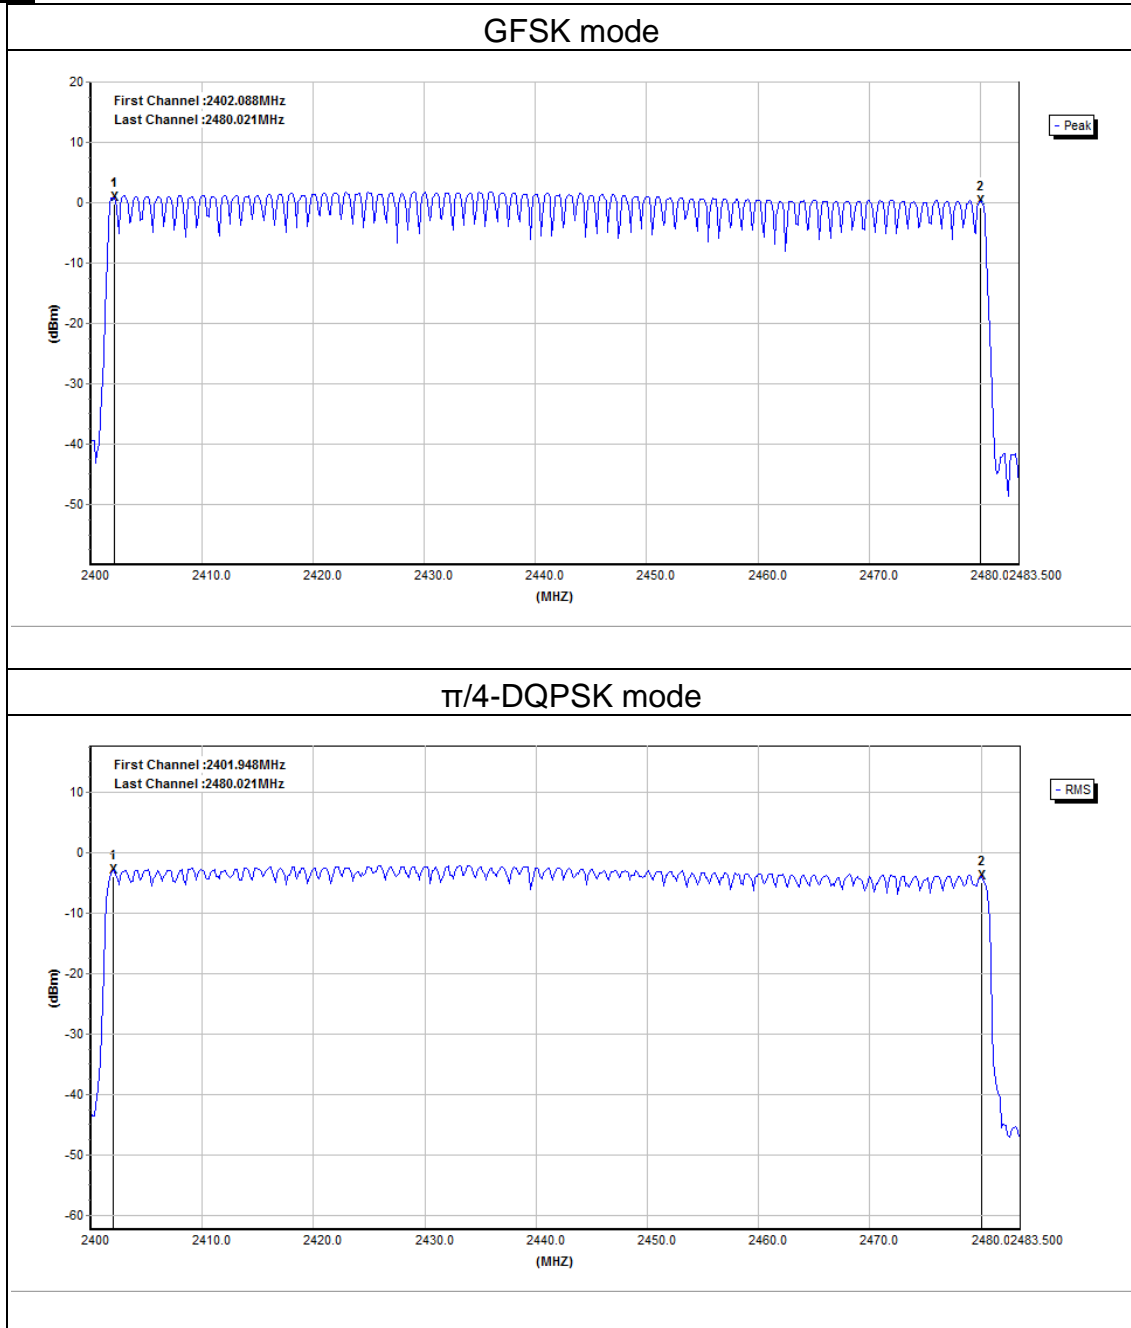 GFSK mode
First Channel :2402.088MHz
Last Channel :2480.021MHz
- Peak
20
10
0
-10
-20
-30
-40
-50
(dBm)
1
2
2400 2410.0 2420.0 2430.0 2440.0 2450.0 2460.0 2470.0 2480.02483.500
(MHZ)
π/4-DQPSK mode
First Channel :2401.948MHz
Last Channel :2480.021MHz
- RMS
10
0
-10
-20
-30
-40
-50
-60
(dBm)
1
2
2400 2410.0 2420.0 2430.0 2440.0 2450.0 2460.0 2470.0 2480.02483.500
(MHZ)